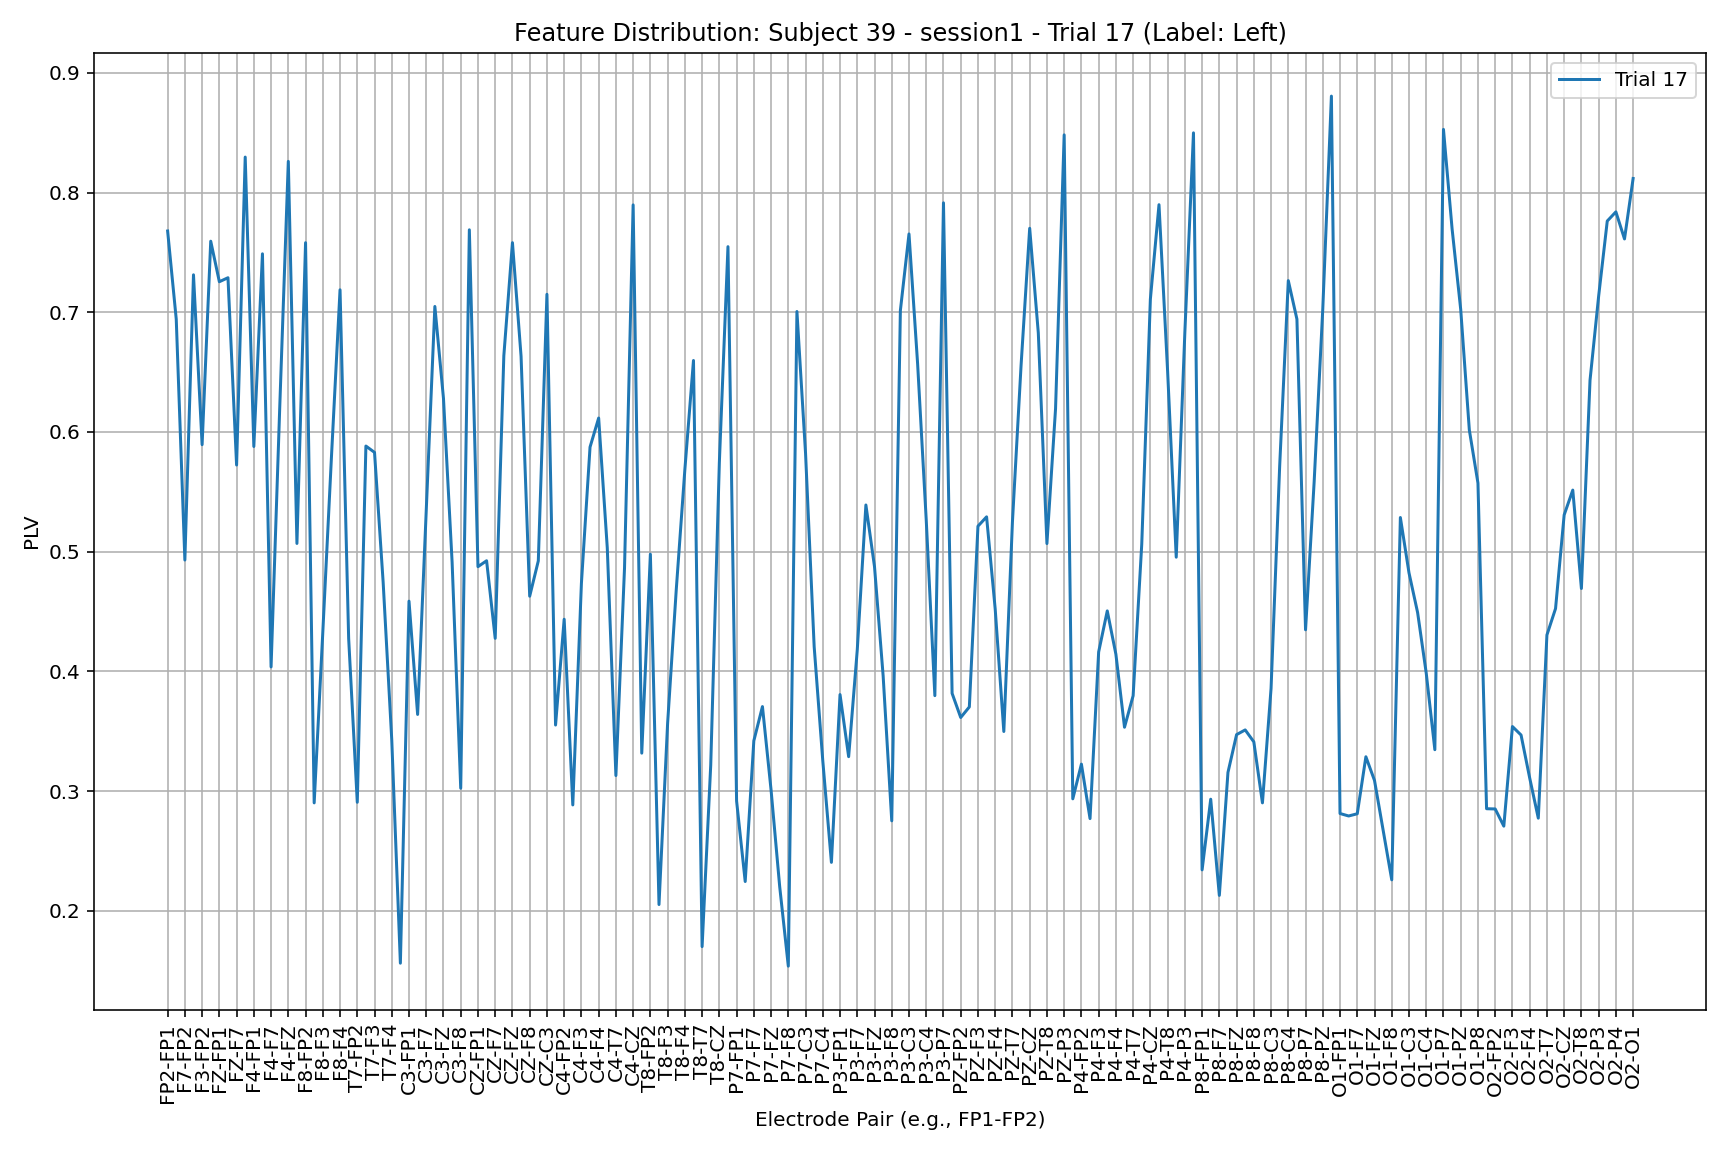 Feature Distribution: Subject 39 - session1 - Trial 17 (Label: Left)
Trial 17
PLV
0.9
0.8
0.7
0.6
0.5
0.4
0.3
0.2
FP2-FP1
F7-FP2
F3-FP2
FZ-FP1
FZ-F7
F4-FP1
F4-F7
F4-FZ
F8-FP2
F8-F3
F8-F4
T7-FP2
T7-F3
T7-F4
C3-FP1
C3-F7
C3-FZ
C3-F8
CZ-FP1
CZ-F7
CZ-FZ
CZ-F8
CZ-C3
C4-FP2
C4-F3
C4-F4
C4-T7
C4-CZ
T8-FP2
T8-F3
T8-F4
T8-T7
T8-CZ
P7-FP1
P7-F7
P7-FZ
P7-F8
P7-C3
P7-C4
P3-FP1
P3-F7
P3-FZ
P3-F8
P3-C3
P3-C4
P3-P7
PZ-FP2
PZ-F3
PZ-F4
PZ-T7
PZ-CZ
PZ-T8
PZ-P3
P4-FP2
P4-F3
P4-F4
P4-T7
P4-CZ
P4-T8
P4-P3
P8-FP1
P8-F7
P8-FZ
P8-F8
P8-C3
P8-C4
P8-P7
P8-PZ
O1-FP1
O1-F7
O1-FZ
O1-F8
O1-C3
O1-C4
O1-P7
O1-PZ
O1-P8
O2-FP2
O2-F3
O2-F4
O2-T7
O2-CZ
O2-T8
O2-P3
O2-P4
O2-O1
Electrode Pair (e.g., FP1-FP2)